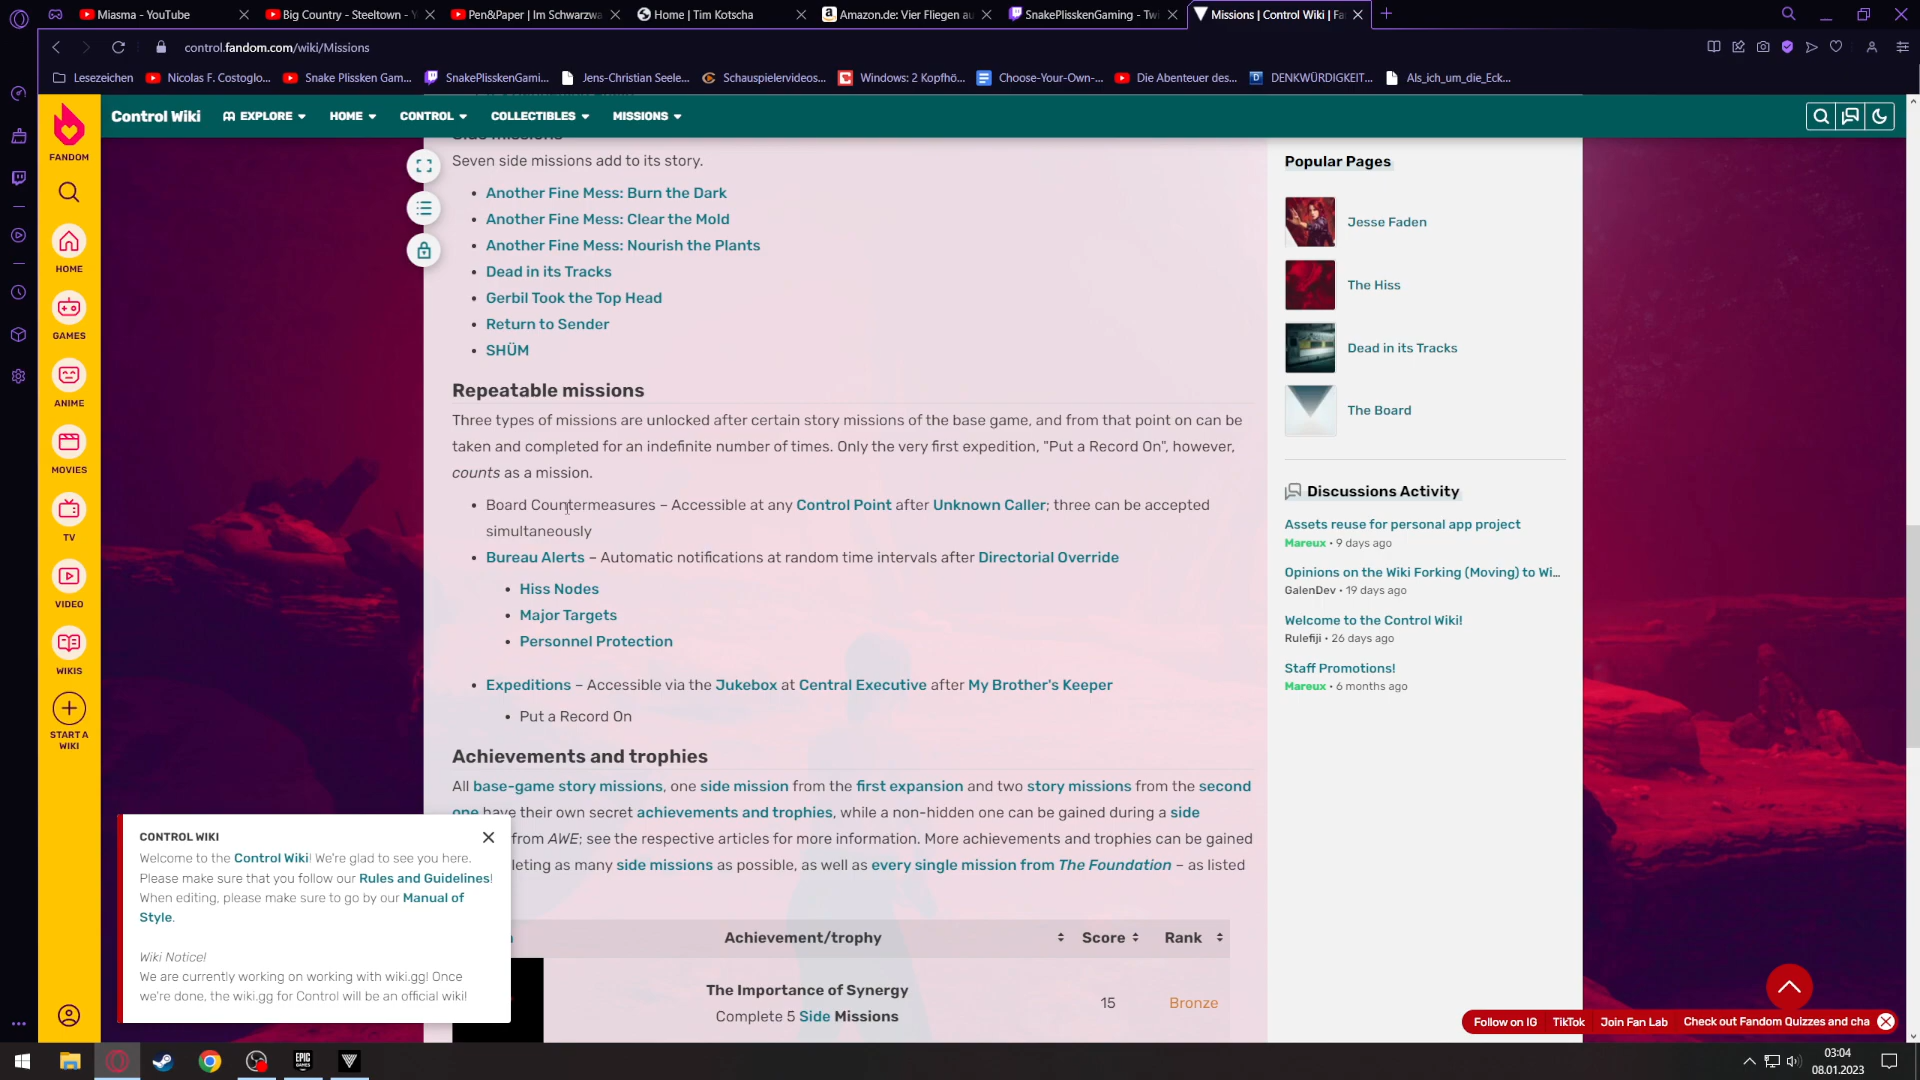 Miasma - YouTube
Big Country - Steeltown - Y
Pen&Paper | Im Schwarzwa
Home | Tim Kotscha
Amazon.de: Vier Fliegen au
SnakePlisskenGaming - Twi
Missions | Control Wiki | Fa
control.fandom.com/wiki/Missions
Lesezeichen
Nicolas F. Costoglo...
Snake Plissken Gam...
SnakePlisskenGami...
Jens-Christian Seele...
Schauspielervideos...
Windows: 2 Kopfhö...
Choose-Your-Own-...
Die Abenteuer des...
DENKWÜRDIGKEIT...
Als_ich_um_die_Eck...
FANDOM
HOME
GAMES
ANIME
MOVIES
TV
VIDEO
WIKIS
START A
WIKI
Control Wiki
EXPLORE
HOME
CONTROL
COLLECTIBLES
MISSIONS
Side missions
Seven side missions add to its story.
• Another Fine Mess: Burn the Dark
• Another Fine Mess: Clear the Mold
• Another Fine Mess: Nourish the Plants
• Dead in its Tracks
• Gerbil Took the Top Head
• Return to Sender
• SHÜM
Repeatable missions
Three types of missions are unlocked after certain story missions of the base game, and from that point on can be
taken and completed for an indefinite number of times. Only the very first expedition, "Put a Record On", however,
counts as a mission.
• Board Countermeasures – Accessible at any Control Point after Unknown Caller; three can be accepted
simultaneously
• Bureau Alerts – Automatic notifications at random time intervals after Directorial Override
• Hiss Nodes
• Major Targets
• Personnel Protection
• Expeditions – Accessible via the Jukebox at Central Executive after My Brother's Keeper
• Put a Record On
Achievements and trophies
All base-game story missions, one side mission from the first expansion and two story missions from the second
one have their own secret achievements and trophies, while a non-hidden one can be gained during a side
from AWE; see the respective articles for more information. More achievements and trophies can be gained
leting as many side missions as possible, as well as every single mission from The Foundation – as listed
Achievement/trophy
Score
Rank
The Importance of Synergy
Complete 5 Side Missions
15
Bronze
CONTROL WIKI
Welcome to the Control Wiki! We're glad to see you here.
Please make sure that you follow our Rules and Guidelines!
When editing, please make sure to go by our Manual of
Style.
Wiki Notice!
We are currently working on working with wiki.gg! Once
we're done, the wiki.gg for Control will be an official wiki!
Popular Pages
Jesse Faden
The Hiss
Dead in its Tracks
The Board
Discussions Activity
Assets reuse for personal app project
Mareux • 9 days ago
Opinions on the Wiki Forking (Moving) to Wi...
GalenDev • 19 days ago
Welcome to the Control Wiki!
Rulefiji • 26 days ago
Staff Promotions!
Mareux • 6 months ago
Follow on IG
TikTok
Join Fan Lab
Check out Fandom Quizzes and cha
EPIC
GAMES
03:04
08.01.2023